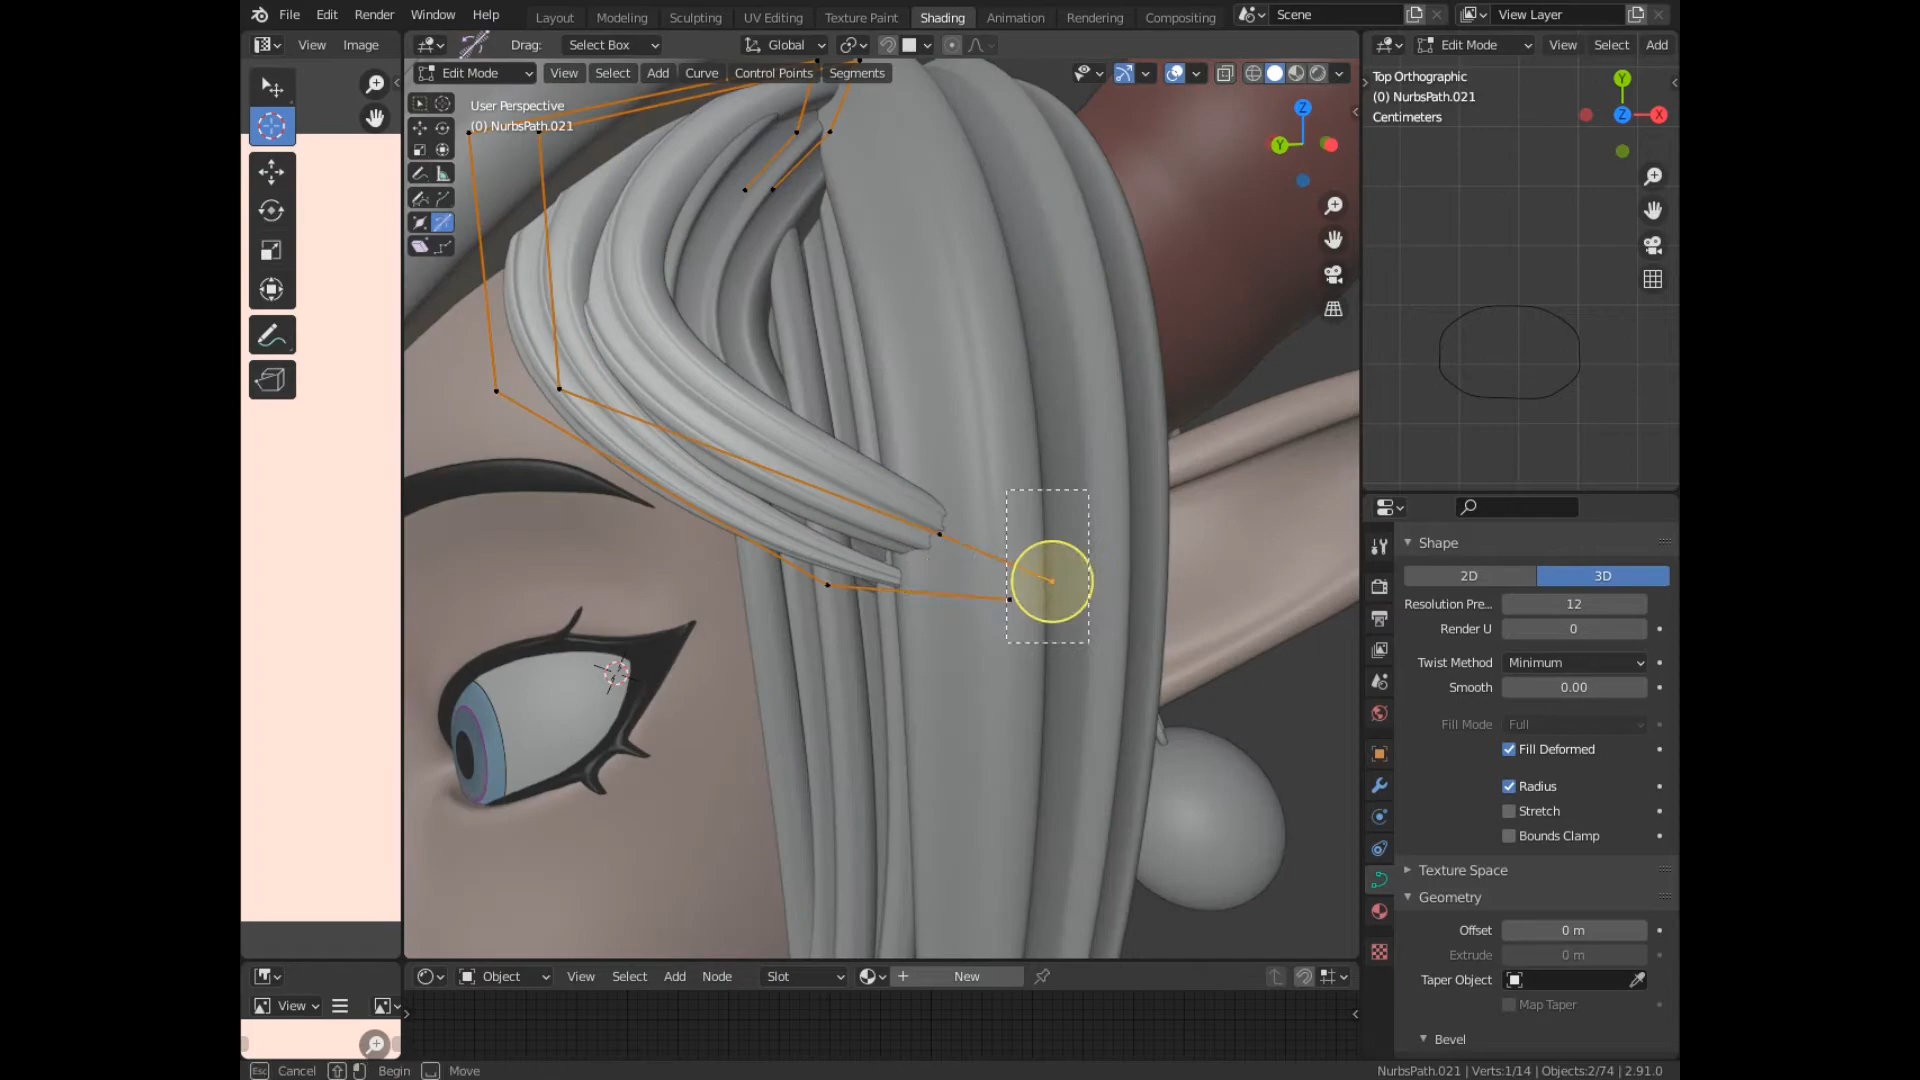 File Edit Render Window Help Layout Modeling Sculpting UV Editing Texture Paint Shading Animation Rendering Compositing Scene View Layer
View Image Drag: Select Box Global Edit Mode View Select Add
Edit Mode View Select Add Curve Control Points Segments
User Perspective
(0) NurbsPath.021
Z
Y
Top Orthographic
(0) NurbsPath.021
Centimeters
Y
Z
X
Shape
2D 3D
Resolution Pre... 12
Render U 0
Twist Method Minimum
Smooth 0.00
Fill Mode Full
Fill Deformed
Radius
Stretch
Bounds Clamp
Texture Space
Geometry
Offset 0 m
Extrude 0 m
Taper Object
Map Taper
Bevel
Object View Select Add Node Slot New
View
Esc Cancel Begin Move NurbsPath.021 | Verts:1/14 | Objects:2/74 | 2.91.0